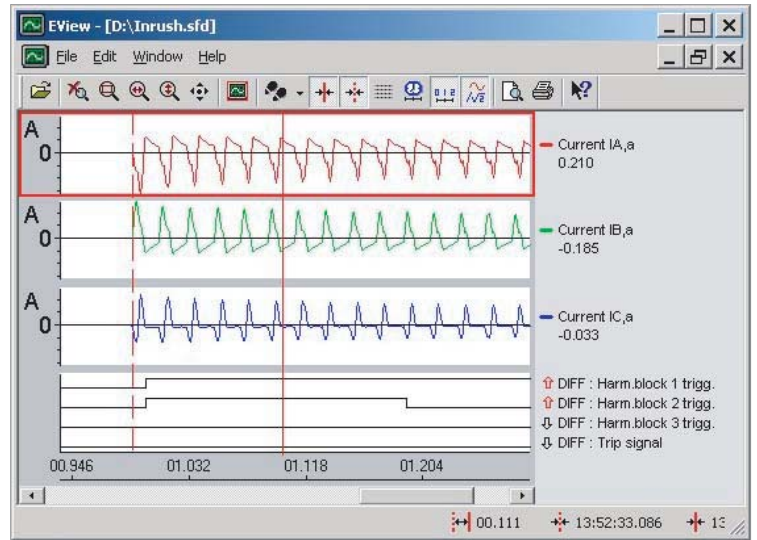 EView - [D:\Inrush.sfd]
File Edit Window Help
A
0
Current IA,a
0.210
A
0
Current IB,a
-0.185
A
0
Current IC,a
-0.033
DIFF : Harm.block 1 trigg.
DIFF : Harm.block 2 trigg.
DIFF : Harm.block 3 trigg.
DIFF : Trip signal
00.946 01.032 01.118 01.204
00.111 13:52:33.086 13